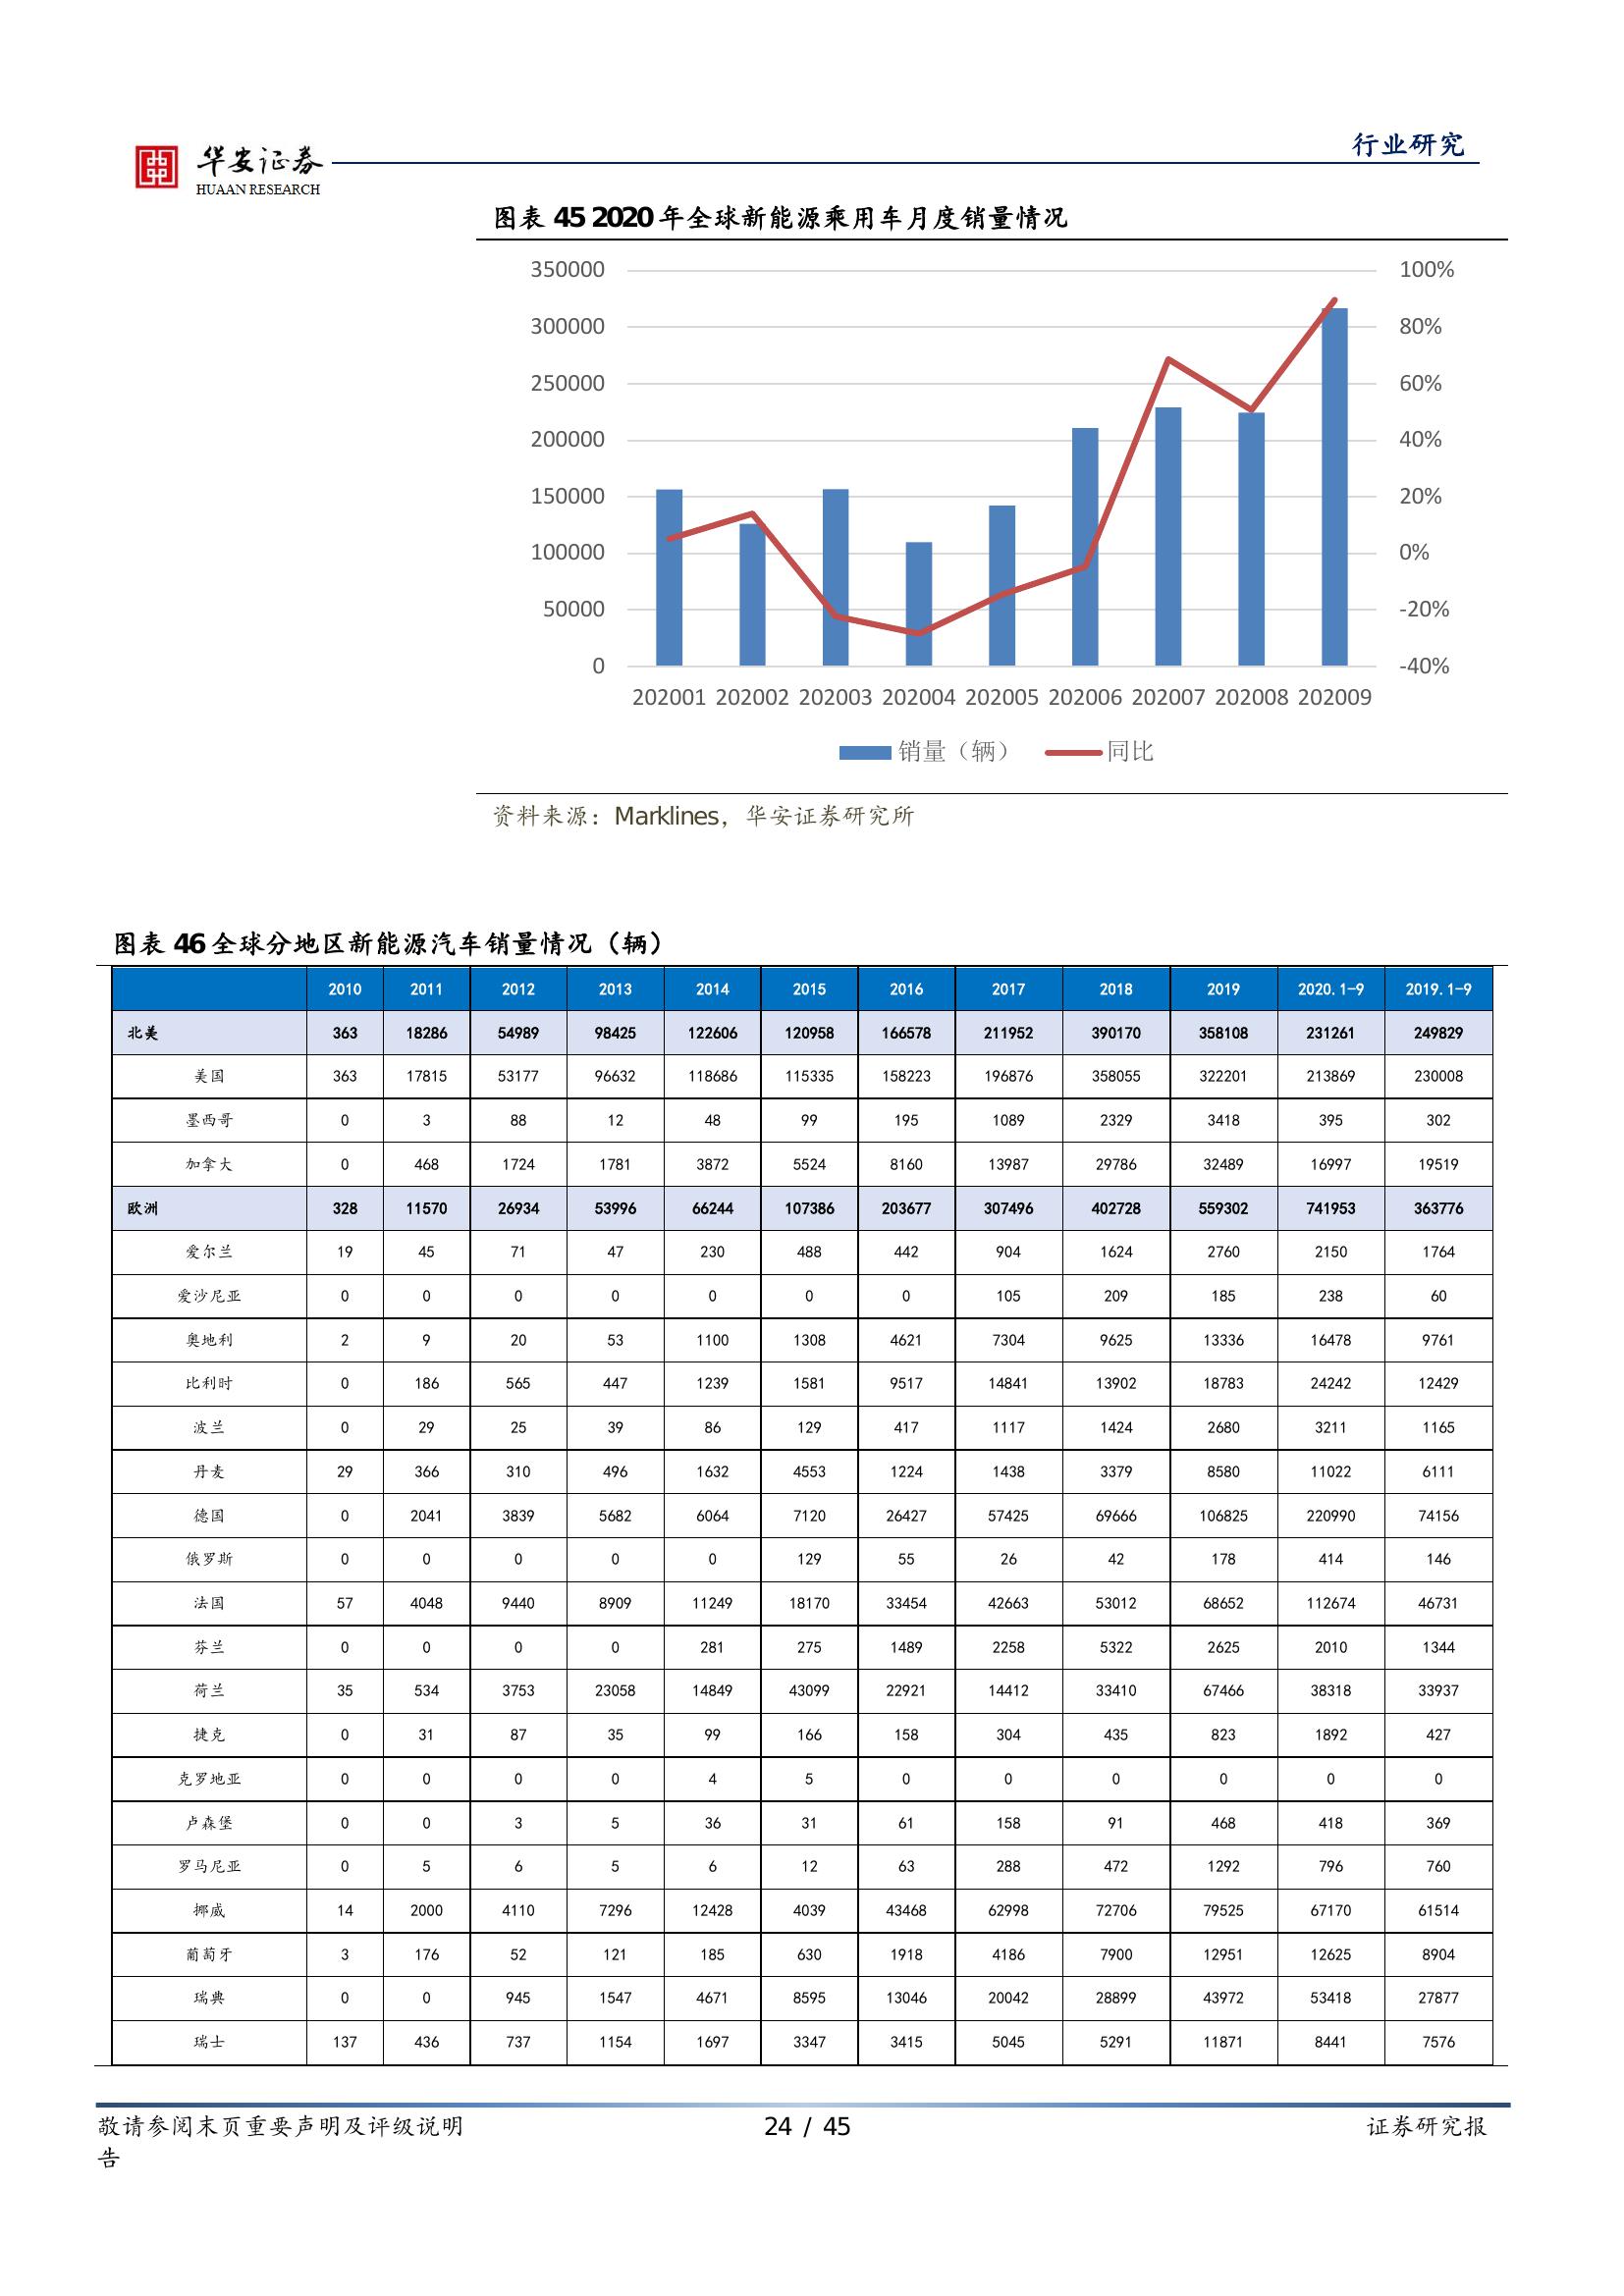 华安证券
HUAAN RESEARCH
行业研究
图表 45 2020 年全球新能源乘用车月度销量情况
350000 100%
300000 80%
250000 60%
200000 40%
150000 20%
100000 0%
50000 -20%
0 -40%
202001 202002 202003 202004 202005 202006 202007 202008 202009
销量（辆） 同比
资料来源：Marklines，华安证券研究所
图表 46 全球分地区新能源汽车销量情况（辆）
2010 2011 2012 2013 2014 2015 2016 2017 2018 2019 2020.1-9 2019.1-9
北美 363 18286 54989 98425 122606 120958 166578 211952 390170 358108 231261 249829
美国 363 17815 53177 96632 118686 115335 158223 196876 358055 322201 213869 230008
墨西哥 0 3 88 12 48 99 195 1089 2329 3418 395 302
加拿大 0 468 1724 1781 3872 5524 8160 13987 29786 32489 16997 19519
欧洲 328 11570 26934 53996 66244 107386 203677 307496 402728 559302 741953 363776
爱尔兰 19 45 71 47 230 488 442 904 1624 2760 2150 1764
爱沙尼亚 0 0 0 0 0 0 0 105 209 185 238 60
奥地利 2 9 20 53 1100 1308 4621 7304 9625 13336 16478 9761
比利时 0 186 565 447 1239 1581 9517 14841 13902 18783 24242 12429
波兰 0 29 25 39 86 129 417 1117 1424 2680 3211 1165
丹麦 29 366 310 496 1632 4553 1224 1438 3379 8580 11022 6111
德国 0 2041 3839 5682 6064 7120 26427 57425 69666 106825 220990 74156
俄罗斯 0 0 0 0 0 129 55 26 42 178 414 146
法国 57 4048 9440 8909 11249 18170 33454 42663 53012 68652 112674 46731
芬兰 0 0 0 0 281 275 1489 2258 5322 2625 2010 1344
荷兰 35 534 3753 23058 14849 43099 22921 14412 33410 67466 38318 33937
捷克 0 31 87 35 99 166 158 304 435 823 1892 427
克罗地亚 0 0 0 0 4 5 0 0 0 0 0 0
卢森堡 0 0 3 5 36 31 61 158 91 468 418 369
罗马尼亚 0 5 6 5 6 12 63 288 472 1292 796 760
挪威 14 2000 4110 7296 12428 4039 43468 62998 72706 79525 67170 61514
葡萄牙 3 176 52 121 185 630 1918 4186 7900 12951 12625 8904
瑞典 0 0 945 1547 4671 8595 13046 20042 28899 43972 53418 27877
瑞士 137 436 737 1154 1697 3347 3415 5045 5291 11871 8441 7576
敬请参阅末页重要声明及评级说明 24 / 45 证券研究报
告